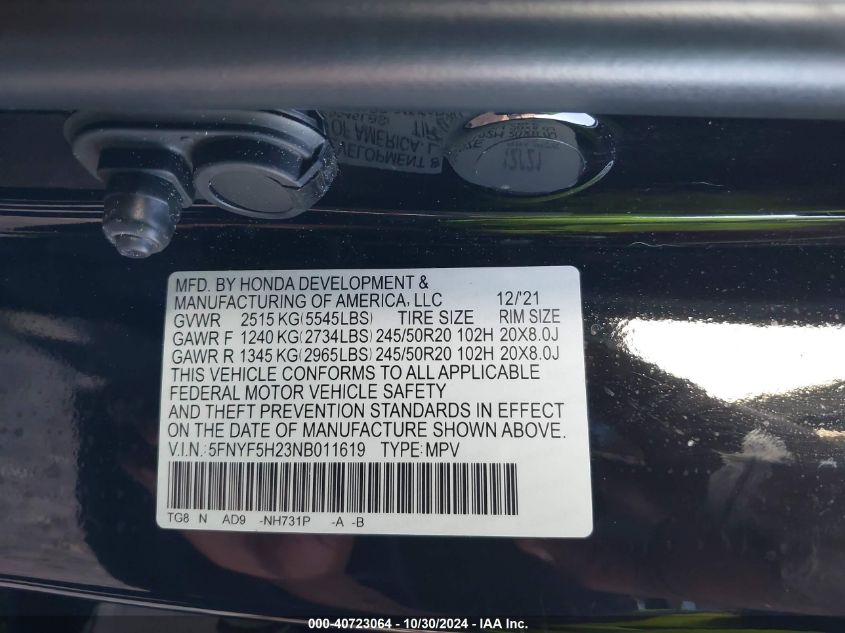 MFD. BY HONDA DEVELOPMENT &
MANUFACTURING OF AMERICA, LLC 12/'21
GVWR 2515 KG(5545LBS) TIRE SIZE RIM SIZE
GAWR F 1240 KG(2734LBS) 245/50R20 102H 20X8.0J
GAWR R 1345 KG(2965LBS) 245/50R20 102H 20X8.0J
THIS VEHICLE CONFORMS TO ALL APPLICABLE
FEDERAL MOTOR VEHICLE SAFETY
AND THEFT PREVENTION STANDARDS IN EFFECT
ON THE DATE OF MANUFACTURE SHOWN ABOVE.
V.I.N.: 5FNYF5H23NB011619 TYPE: MPV
TG8 N AD9 -NH731P -A -B
000-40723064 - 10/30/2024 - IAA Inc.